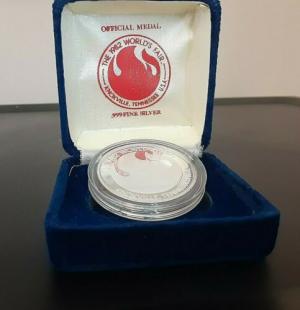 OFFICIAL MEDAL
THE 1982 WORLD'S FAIR
KNOXVILLE, TENNESSEE U.S.A.
.999 FINE SILVER